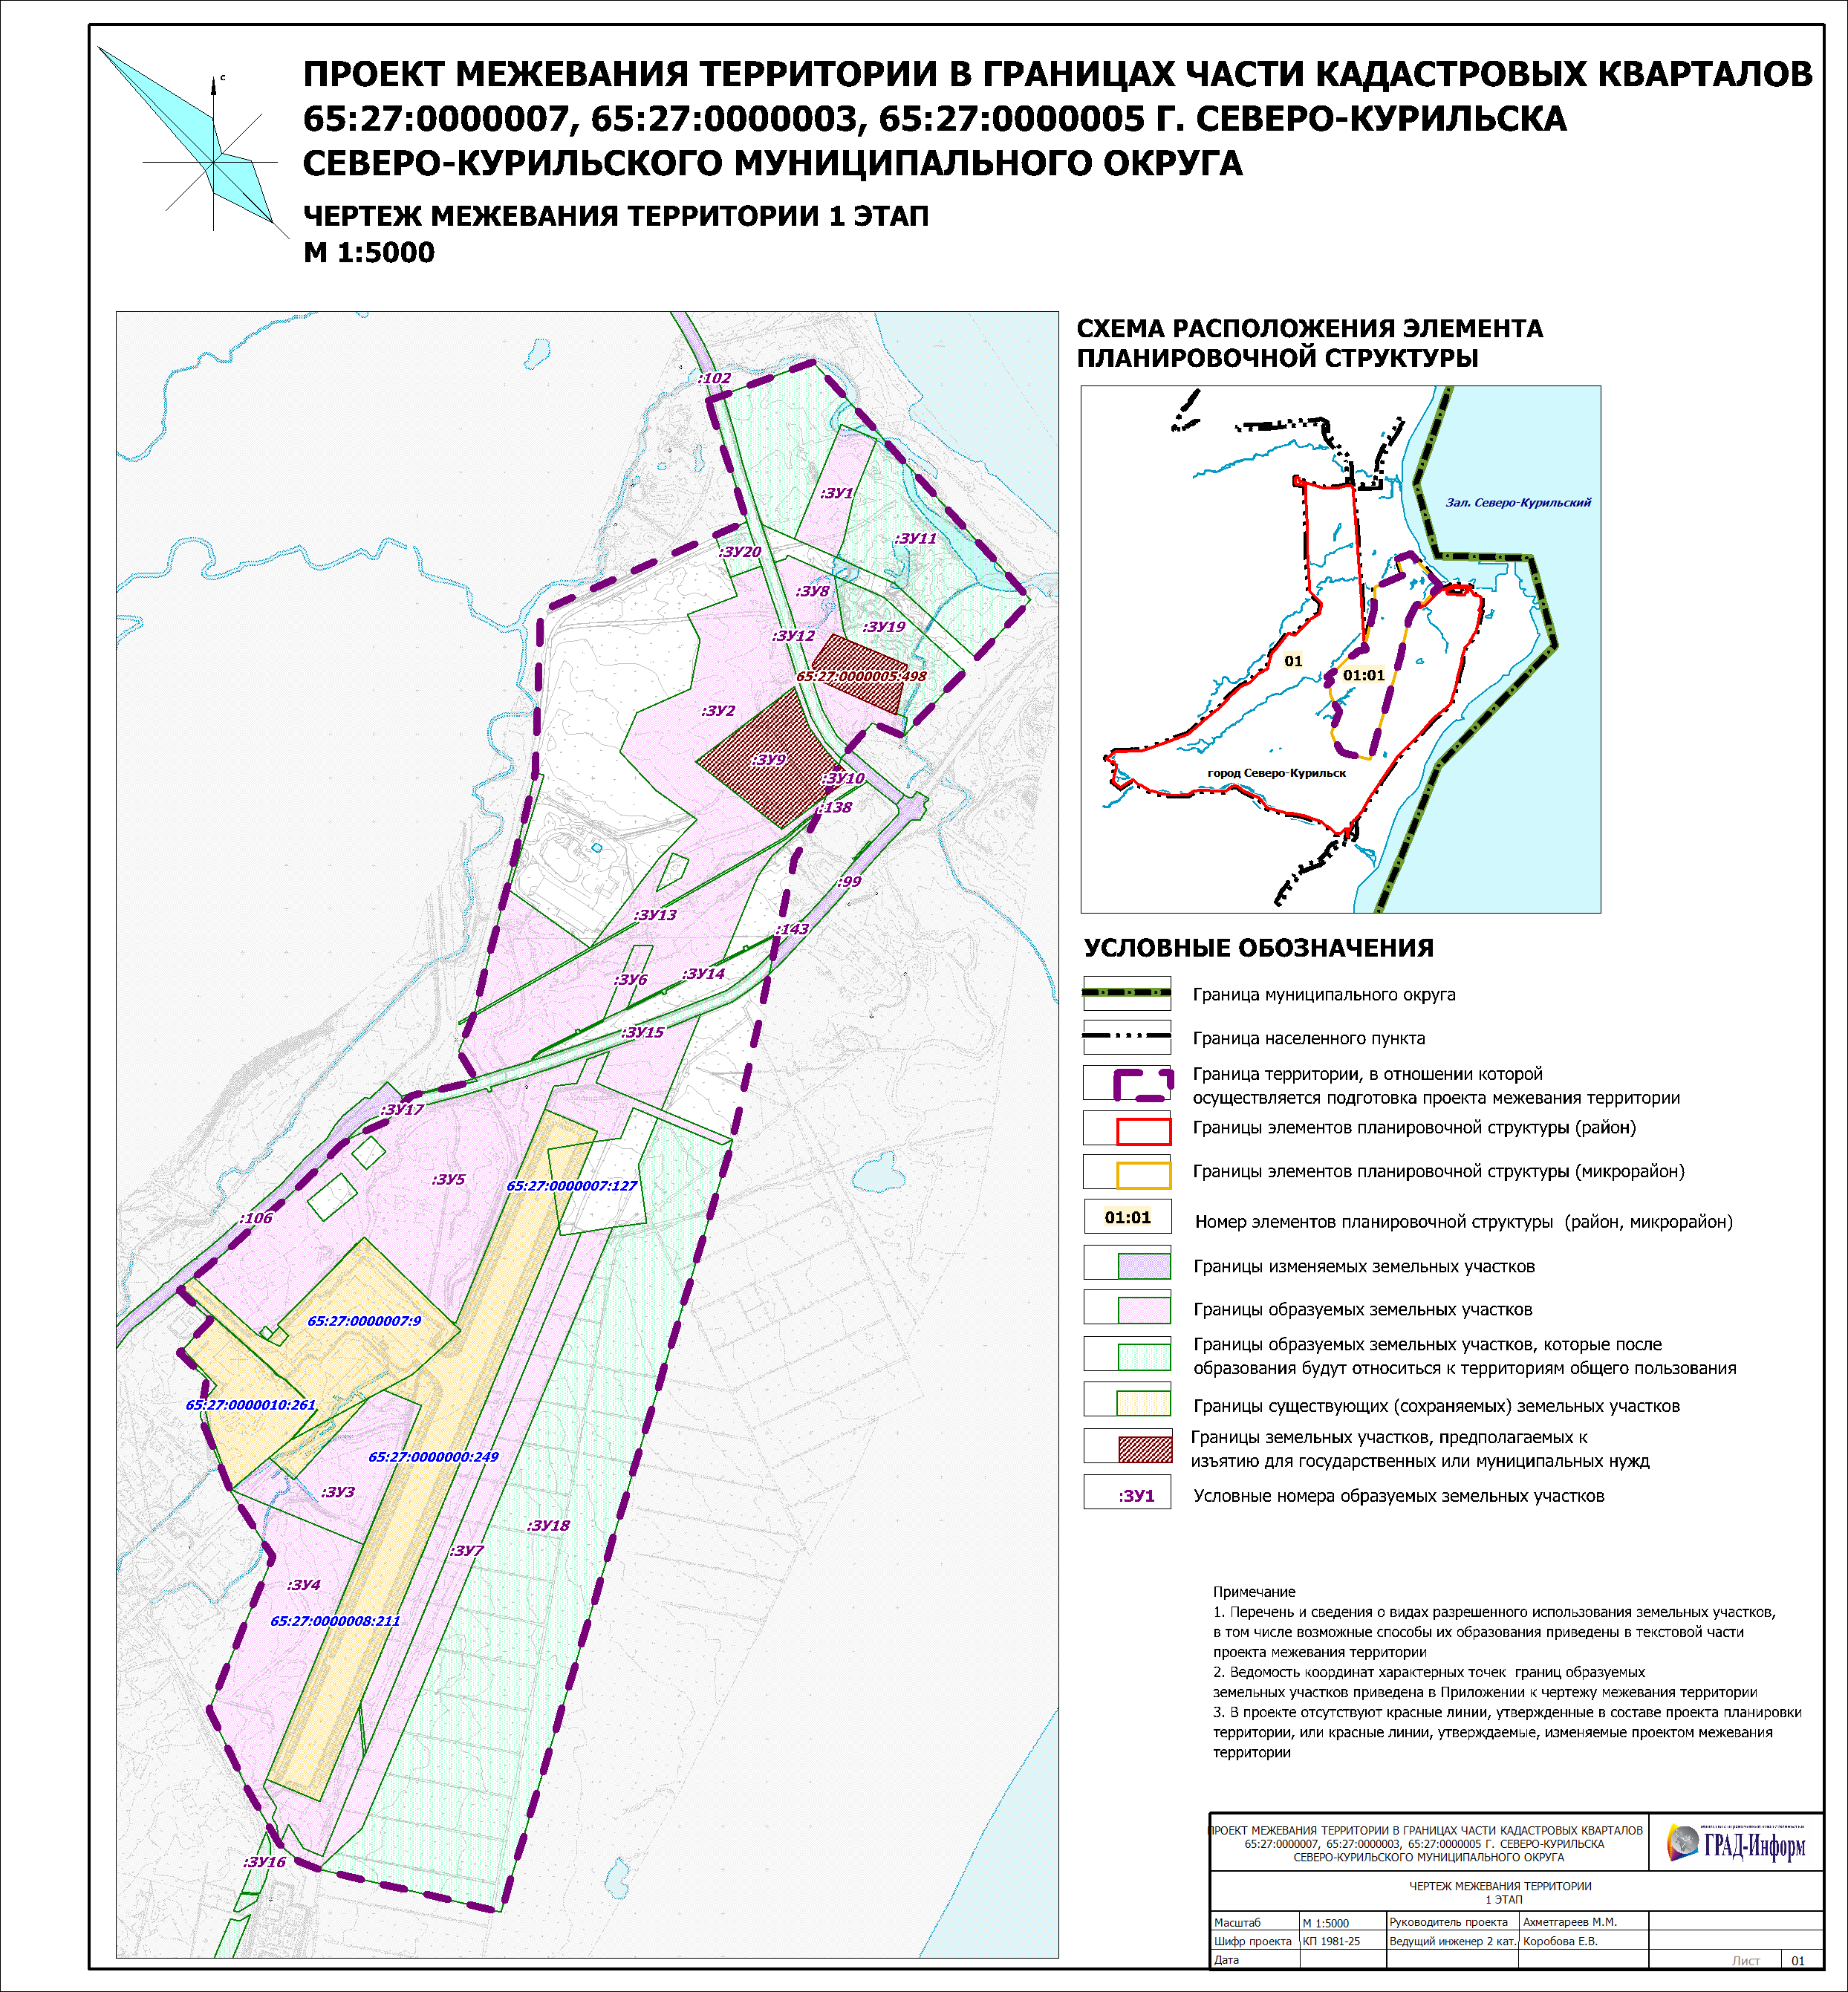 С
ПРОЕКТ МЕЖЕВАНИЯ ТЕРРИТОРИИ В ГРАНИЦАХ ЧАСТИ КАДАСТРОВЫХ КВАРТАЛОВ
65:27:0000007, 65:27:0000003, 65:27:0000005 Г. СЕВЕРО-КУРИЛЬСКА
СЕВЕРО-КУРИЛЬСКОГО МУНИЦИПАЛЬНОГО ОКРУГА
ЧЕРТЕЖ МЕЖЕВАНИЯ ТЕРРИТОРИИ 1 ЭТАП
М 1:5000
:102
:ЗУ1
:ЗУ11
:ЗУ20
:ЗУ8
:ЗУ19
:ЗУ12
65:27:0000005:498
:ЗУ2
:ЗУ9
:ЗУ10
:138
:99
:ЗУ13
:143
:ЗУ6
:ЗУ14
:ЗУ15
:ЗУ17
:ЗУ5
65:27:0000007:127
:106
65:27:0000007:9
65:27:0000010:261
65:27:0000000:249
:ЗУ3
:ЗУ18
:ЗУ7
:ЗУ4
65:27:0000008:211
:ЗУ16
СХЕМА РАСПОЛОЖЕНИЯ ЭЛЕМЕНТА
ПЛАНИРОВОЧНОЙ СТРУКТУРЫ
Зал. Северо-Курильский
01
01:01
город Северо-Курильск
УСЛОВНЫЕ ОБОЗНАЧЕНИЯ
Граница муниципального округа
Граница населенного пункта
Граница территории, в отношении которой
осуществляется подготовка проекта межевания территории
Границы элементов планировочной структуры (район)
Границы элементов планировочной структуры (микрорайон)
01:01 Номер элементов планировочной структуры (район, микрорайон)
Границы изменяемых земельных участков
Границы образуемых земельных участков
Границы образуемых земельных участков, которые после
образования будут относиться к территориям общего пользования
Границы существующих (сохраняемых) земельных участков
Границы земельных участков, предполагаемых к
изъятию для государственных или муниципальных нужд
:ЗУ1 Условные номера образуемых земельных участков
Примечание
1. Перечень и сведения о видах разрешенного использования земельных участков,
в том числе возможные способы их образования приведены в текстовой части
проекта межевания территории
2. Ведомость координат характерных точек границ образуемых
земельных участков приведена в Приложении к чертежу межевания территории
3. В проекте отсутствуют красные линии, утвержденные в составе проекта планировки
территории, или красные линии, утверждаемые, изменяемые проектом межевания
территории
ПРОЕКТ МЕЖЕВАНИЯ ТЕРРИТОРИИ В ГРАНИЦАХ ЧАСТИ КАДАСТРОВЫХ КВАРТАЛОВ
65:27:0000007, 65:27:0000003, 65:27:0000005 Г. СЕВЕРО-КУРИЛЬСКА
СЕВЕРО-КУРИЛЬСКОГО МУНИЦИПАЛЬНОГО ОКРУГА
ГРАД-Информ
ЧЕРТЕЖ МЕЖЕВАНИЯ ТЕРРИТОРИИ
1 ЭТАП
Масштаб М 1:5000 Руководитель проекта Ахметгареев М.М.
Шифр проекта КП 1981-25 Ведущий инженер 2 кат. Коробова Е.В.
Дата Лист 01